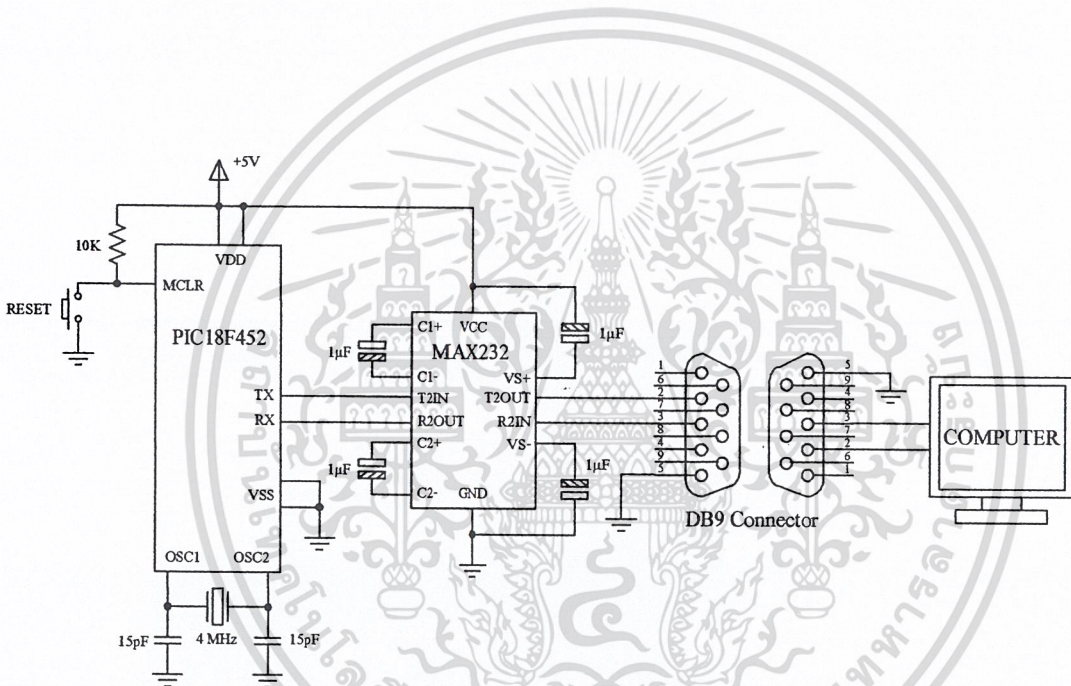 +5V
10K
VDD
MCLR
RESET
PIC18F452
TX
RX
VSS
OSC1
OSC2
15pF
4 MHz
15pF
C1+
VCC
MAX232
1µF
C1-
VS+
1µF
T2IN
T2OUT
R2OUT
R2IN
C2+
VS-
1µF
1µF
C2-
GND
1
6
2
7
3
8
4
9
5
5
9
4
8
3
7
2
6
1
DB9 Connector
COMPUTER